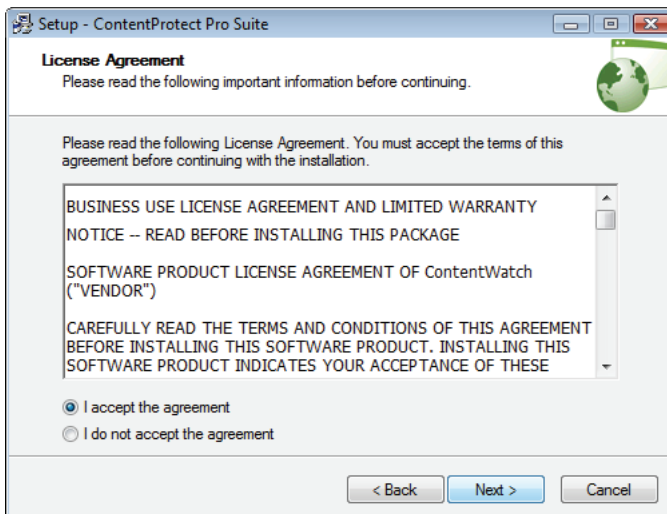 Setup - ContentProtect Pro Suite
License Agreement
Please read the following important information before continuing.
Please read the following License Agreement. You must accept the terms of this
agreement before continuing with the installation.
BUSINESS USE LICENSE AGREEMENT AND LIMITED WARRANTY
NOTICE -- READ BEFORE INSTALLING THIS PACKAGE
SOFTWARE PRODUCT LICENSE AGREEMENT OF ContentWatch
("VENDOR")
CAREFULLY READ THE TERMS AND CONDITIONS OF THIS AGREEMENT
BEFORE INSTALLING THIS SOFTWARE PRODUCT. INSTALLING THIS
SOFTWARE PRODUCT INDICATES YOUR ACCEPTANCE OF THESE
I accept the agreement
I do not accept the agreement
< Back Next > Cancel